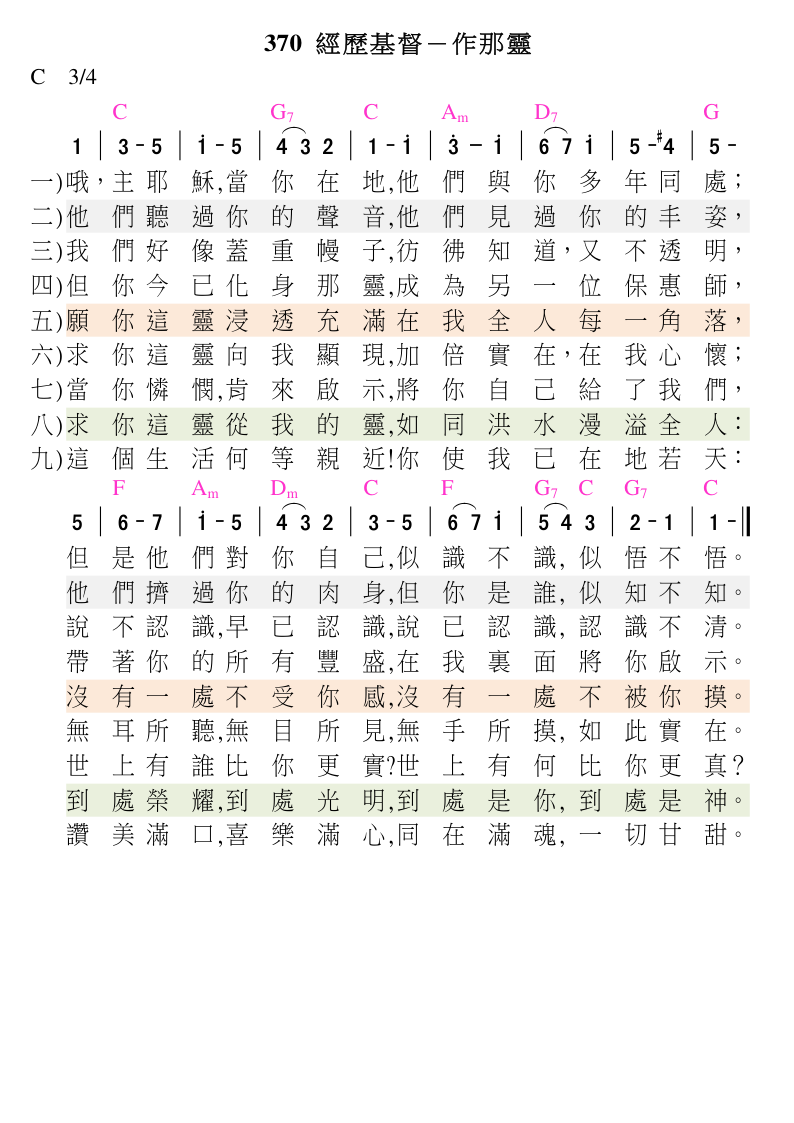 370 經歷基督－作那靈
C 3/4
C G7 C Am D7 G
1 | 3 - 5 | i - 5 | 4 3 2 | 1 - i | 3̇ － i | 6 7 i | 5 - #4 | 5 -
一)哦，主耶穌,當你在地,他們與你多年同處；
二)他們聽過你的聲音,他們見過你的丰姿，
三)我們好像蓋重幔子,彷彿知道，又不透明，
四)但你今已化身那靈,成為另一位保惠師，
五)願你這靈浸透充滿在我全人每一角落，
六)求你這靈向我顯現,加倍實在，在我心懷；
七)當你憐憫,肯來啟示,將你自己給了我們，
八)求你這靈從我的靈,如同洪水漫溢全人：
九)這個生活何等親近!你使我已在地若天：
F Am Dm C F G7 C G7 C
5 | 6 - 7 | i - 5 | 4 3 2 | 3 - 5 | 6 7 i | 5 4 3 | 2 - 1 | 1 - ‖
但是他們對你自己,似識不識,似悟不悟。
他們擠過你的肉身,但你是誰,似知不知。
說不認識,早已認識,說已認識,認識不清。
帶著你的所有豐盛,在我裏面將你啟示。
沒有一處不受你感,沒有一處不被你摸。
無耳所聽,無目所見,無手所摸,如此實在。
世上有誰比你更實?世上有何比你更真？
到處榮耀,到處光明,到處是你,到處是神。
讚美滿口,喜樂滿心,同在滿魂,一切甘甜。